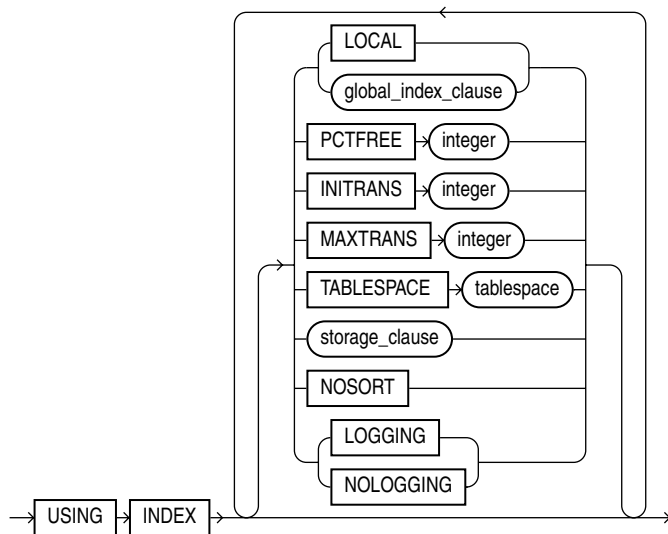 LOCAL
global_index_clause
PCTFREE integer
INITRANS integer
MAXTRANS integer
TABLESPACE tablespace
storage_clause
NOSORT
LOGGING
NOLOGGING
USING INDEX